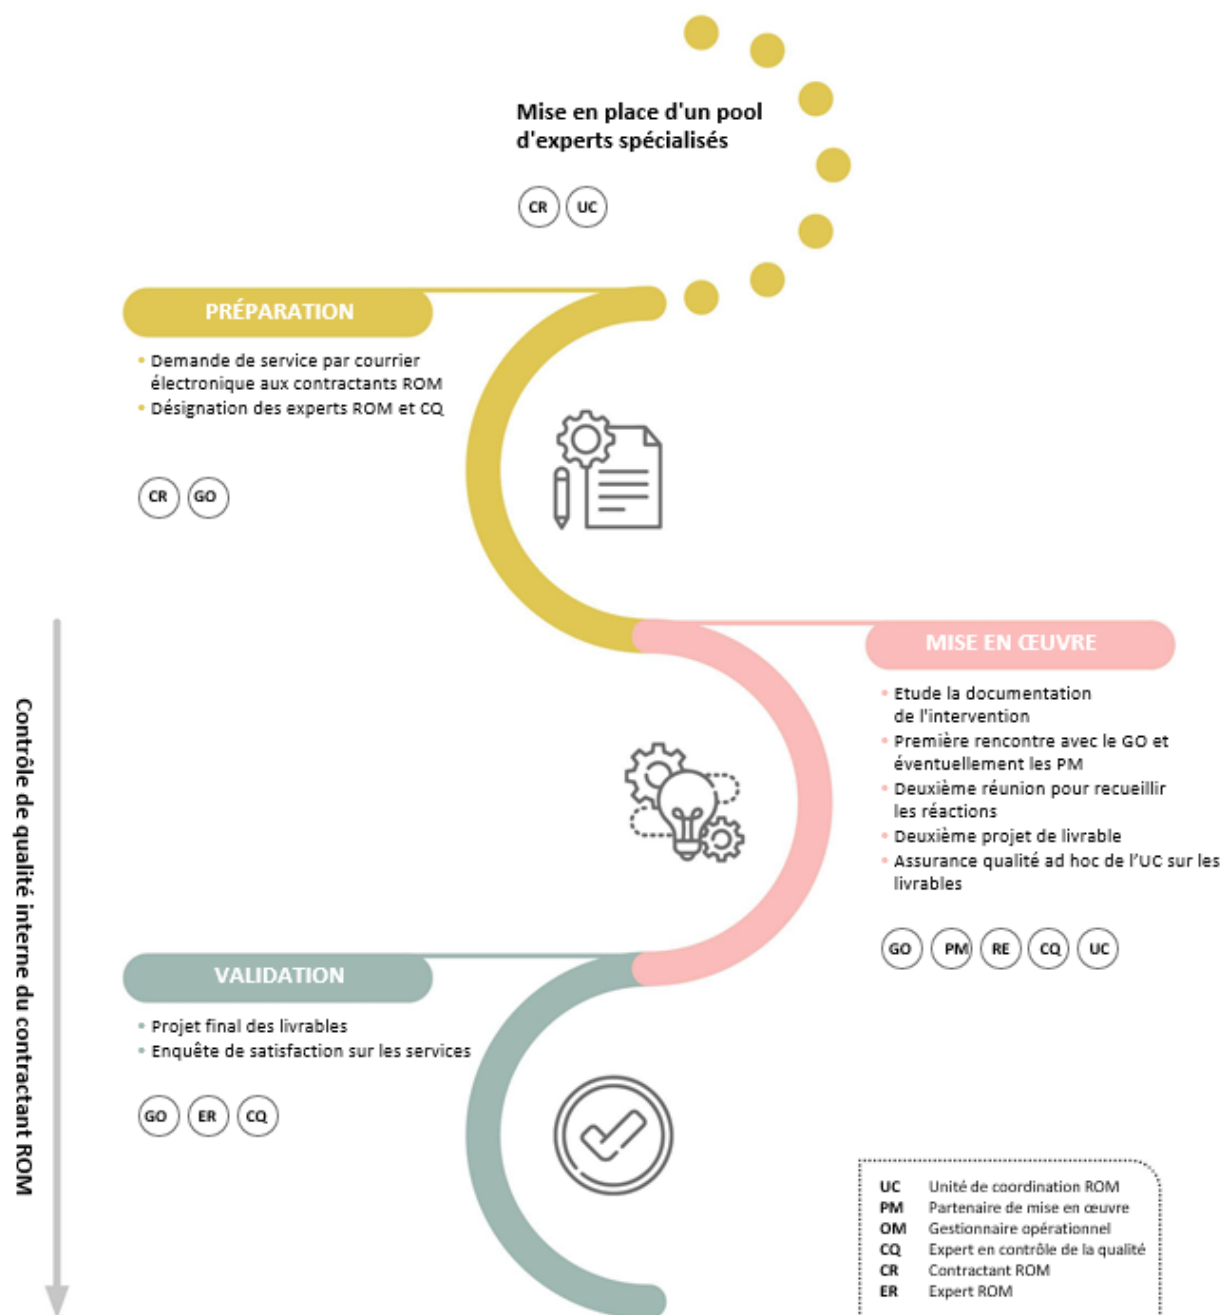 Mise en place d'un pool
d'experts spécialisés
CR UC
PRÉPARATION
• Demande de service par courrier
électronique aux contractants ROM
• Désignation des experts ROM et CQ
CR GO
MISE EN ŒUVRE
• Etude la documentation
de l'intervention
• Première rencontre avec le GO et
éventuellement les PM
• Deuxième réunion pour recueillir
les réactions
• Deuxième projet de livrable
• Assurance qualité ad hoc de l’UC sur les
livrables
GO PM RE CQ UC
Contrôle de qualité interne du contractant ROM
VALIDATION
• Projet final des livrables
• Enquête de satisfaction sur les services
GO ER CQ
UC Unité de coordination ROM
PM Partenaire de mise en œuvre
OM Gestionnaire opérationnel
CQ Expert en contrôle de la qualité
CR Contractant ROM
ER Expert ROM